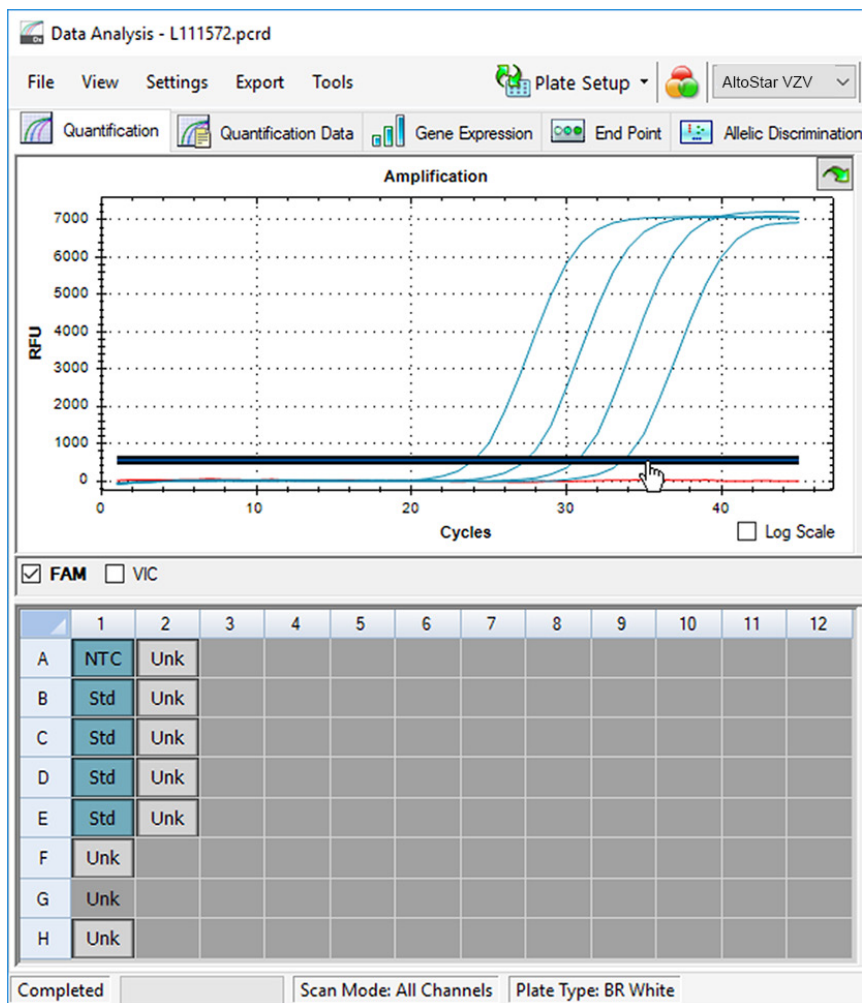 Data Analysis - L111572.pcrd
File View Settings Export Tools Plate Setup AltoStar VZV
Quantification Quantification Data Gene Expression End Point Allelic Discrimination
Amplification
7000
6000
5000
4000
3000
2000
1000
0
RFU
0 10 20 30 40
Cycles
Log Scale
FAM VIC
1 2 3 4 5 6 7 8 9 10 11 12
A NTC Unk
B Std Unk
C Std Unk
D Std Unk
E Std Unk
F Unk
G Unk
H Unk
Completed Scan Mode: All Channels Plate Type: BR White